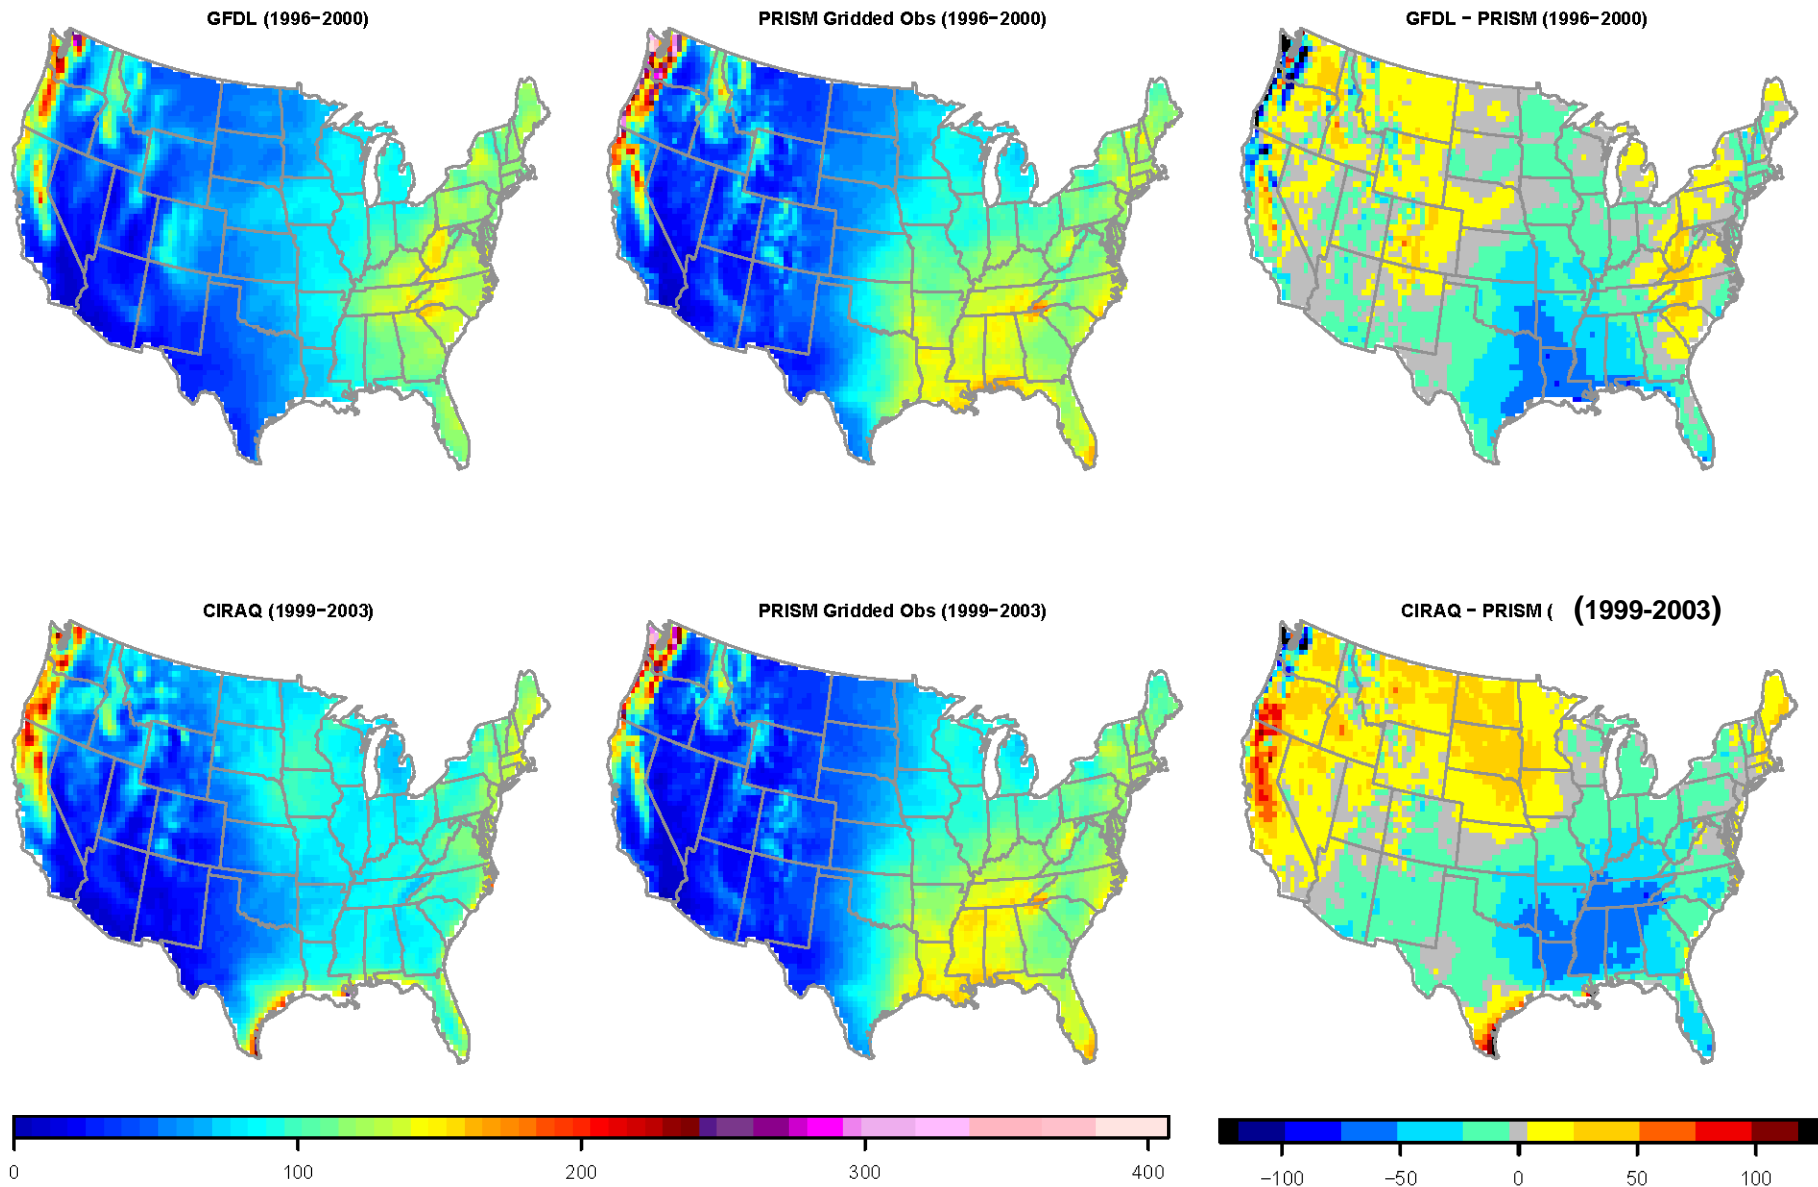 GFDL (1996−2000)
PRISM Gridded Obs (1996−2000)
GFDL − PRISM (1996−2000)
CIRAQ (1999−2003)
PRISM Gridded Obs (1999−2003)
CIRAQ − PRISM ( (1999-2003)
0 100 200 300 400
−100 −50 0 50 100